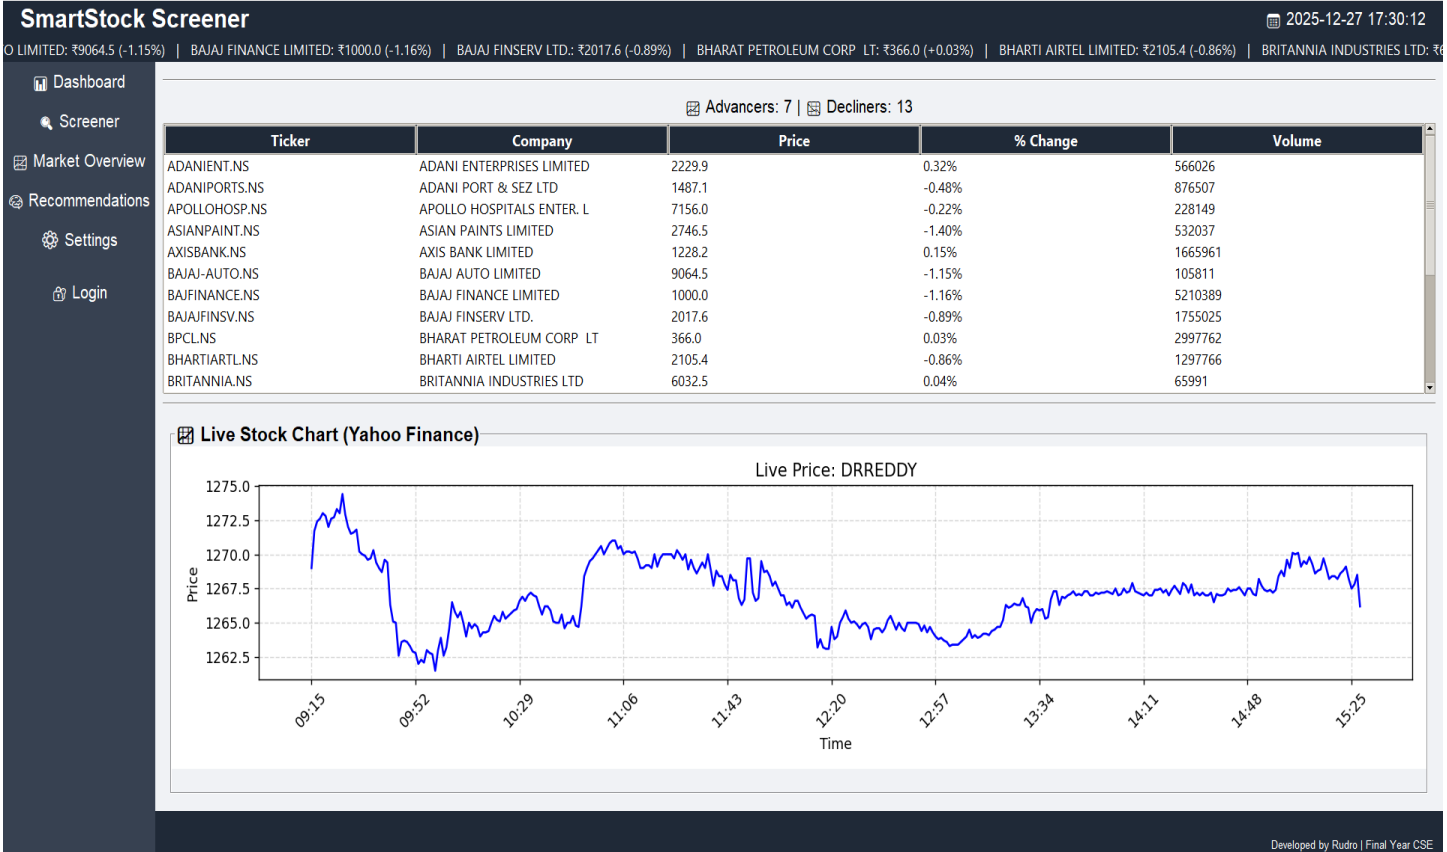 SmartStock Screener
2025-12-27 17:30:12
O LIMITED: ₹9064.5 (-1.15%) | BAJAJ FINANCE LIMITED: ₹1000.0 (-1.16%) | BAJAJ FINSERV LTD.: ₹2017.6 (-0.89%) | BHARAT PETROLEUM CORP LT: ₹366.0 (+0.03%) | BHARTI AIRTEL LIMITED: ₹2105.4 (-0.86%) | BRITANNIA INDUSTRIES LTD:
Dashboard
Screener
Market Overview
Recommendations
Settings
Login
Advancers: 7 | Decliners: 13
Ticker Company Price % Change Volume
ADANIENT.NS ADANI ENTERPRISES LIMITED 2229.9 0.32% 566026
ADANIPORTS.NS ADANI PORT & SEZ LTD 1487.1 -0.48% 876507
APOLLOHOSP.NS APOLLO HOSPITALS ENTER. L 7156.0 -0.22% 228149
ASIANPAINT.NS ASIAN PAINTS LIMITED 2746.5 -1.40% 532037
AXISBANK.NS AXIS BANK LIMITED 1228.2 0.15% 1665961
BAJAJ-AUTO.NS BAJAJ AUTO LIMITED 9064.5 -1.15% 105811
BAJFINANCE.NS BAJAJ FINANCE LIMITED 1000.0 -1.16% 5210389
BAJAJFINSV.NS BAJAJ FINSERV LTD. 2017.6 -0.89% 1755025
BPCL.NS BHARAT PETROLEUM CORP LT 366.0 0.03% 2997762
BHARTIARTL.NS BHARTI AIRTEL LIMITED 2105.4 -0.86% 1297766
BRITANNIA.NS BRITANNIA INDUSTRIES LTD 6032.5 0.04% 65991
Live Stock Chart (Yahoo Finance)
Live Price: DRREDDY
1275.0
1272.5
1270.0
1267.5
1265.0
1262.5
Price
09:15 09:52 10:29 11:06 11:43 12:20 12:57 13:34 14:11 14:48 15:25
Time
Developed by Rudro | Final Year CSE